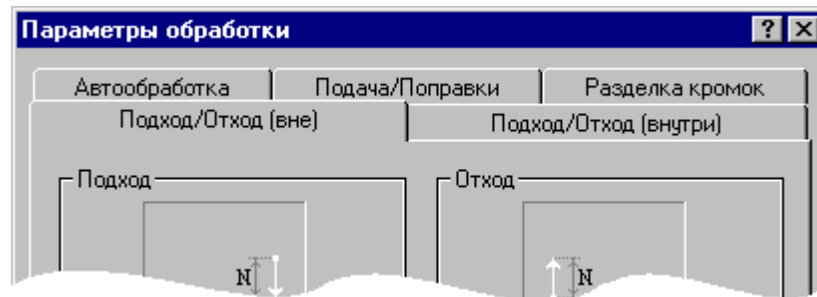 Параметры обработки
Автообработка Подача/Поправки Разделка кромок
Подход/Отход (вне) Подход/Отход (внутри)
Подход Отход
N N